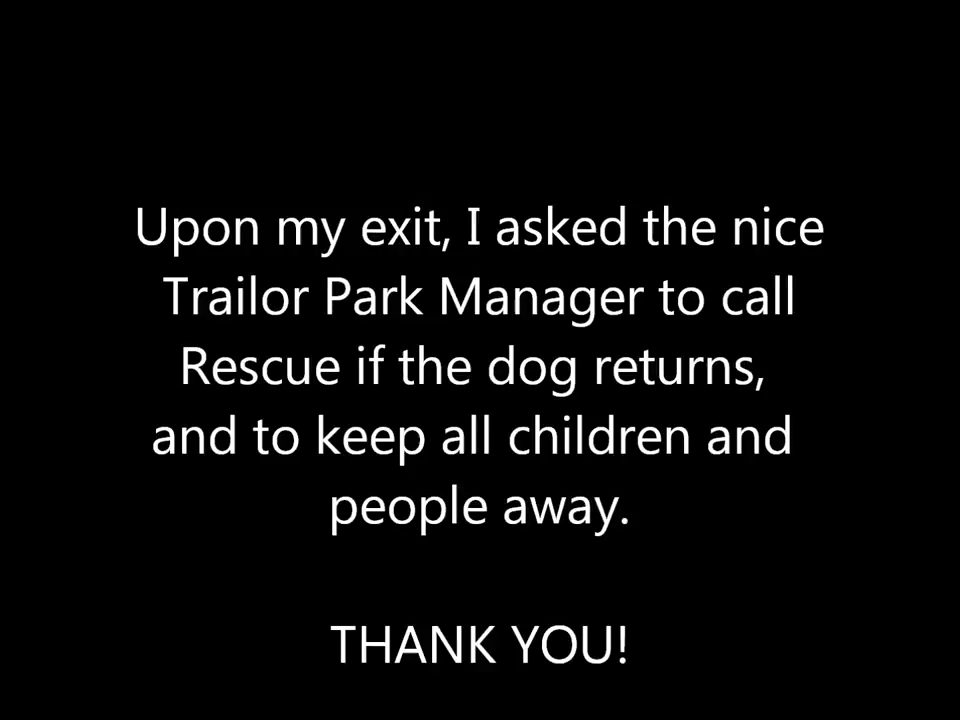 Upon my exit, I asked the nice
Trailor Park Manager to call
Rescue if the dog returns,
and to keep all children and
people away.
THANK YOU!